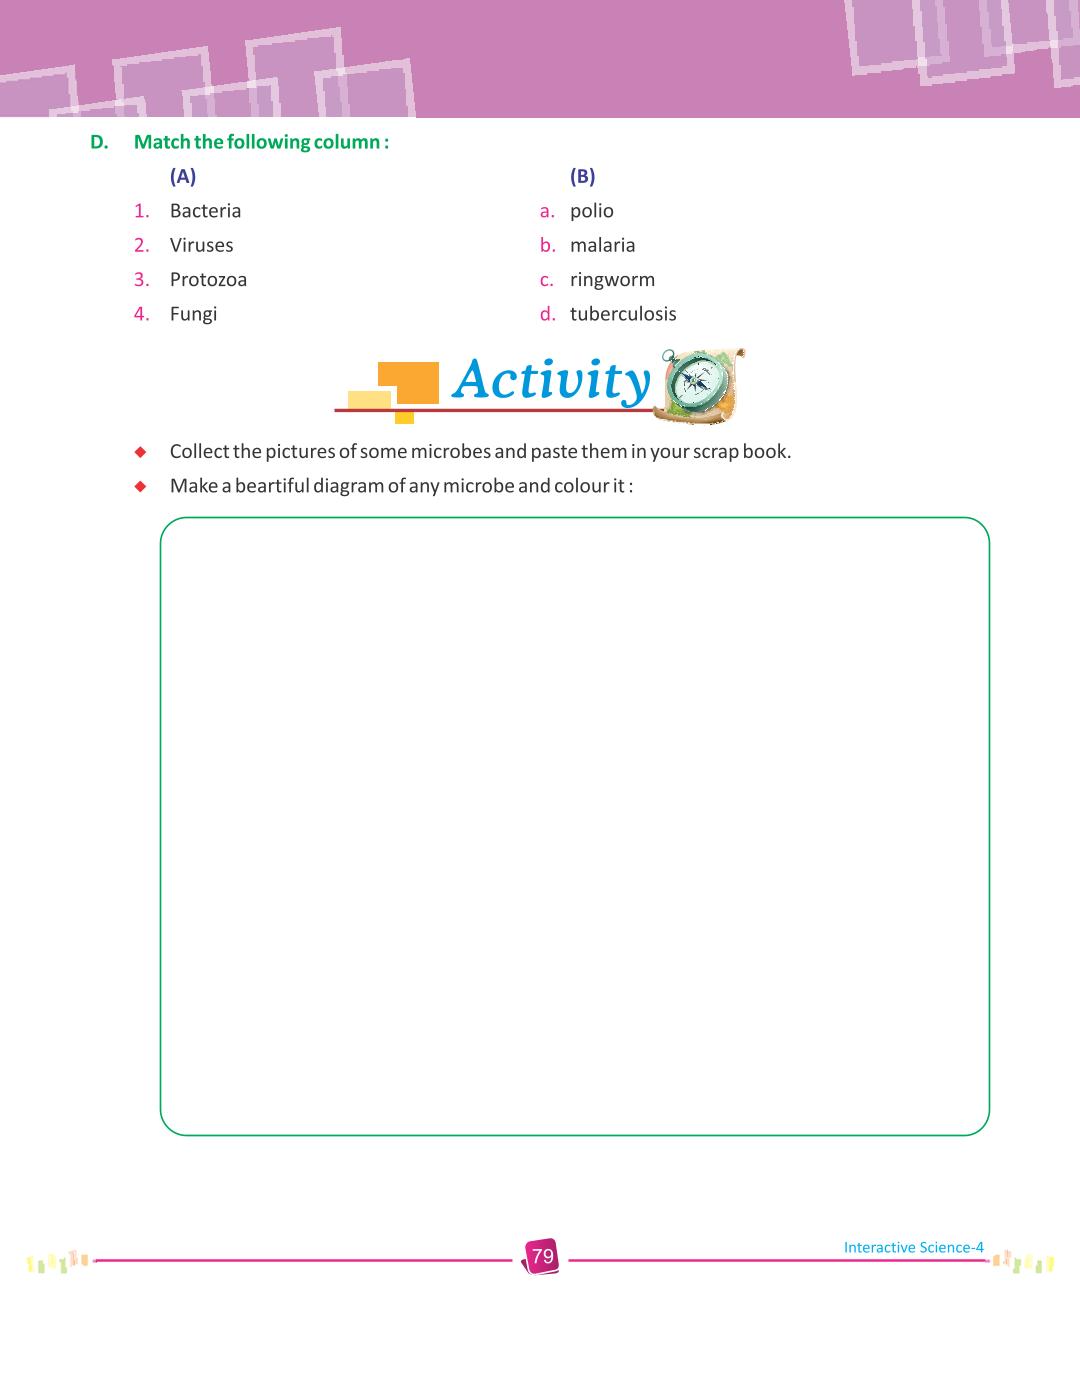 D. Match the following column :
(A) (B)
1. Bacteria a. polio
2. Viruses b. malaria
3. Protozoa c. ringworm
4. Fungi d. tuberculosis
Activity
Collect the pictures of some microbes and paste them in your scrap book.
Make a beartiful diagram of any microbe and colour it :
Interactive Science-4
79